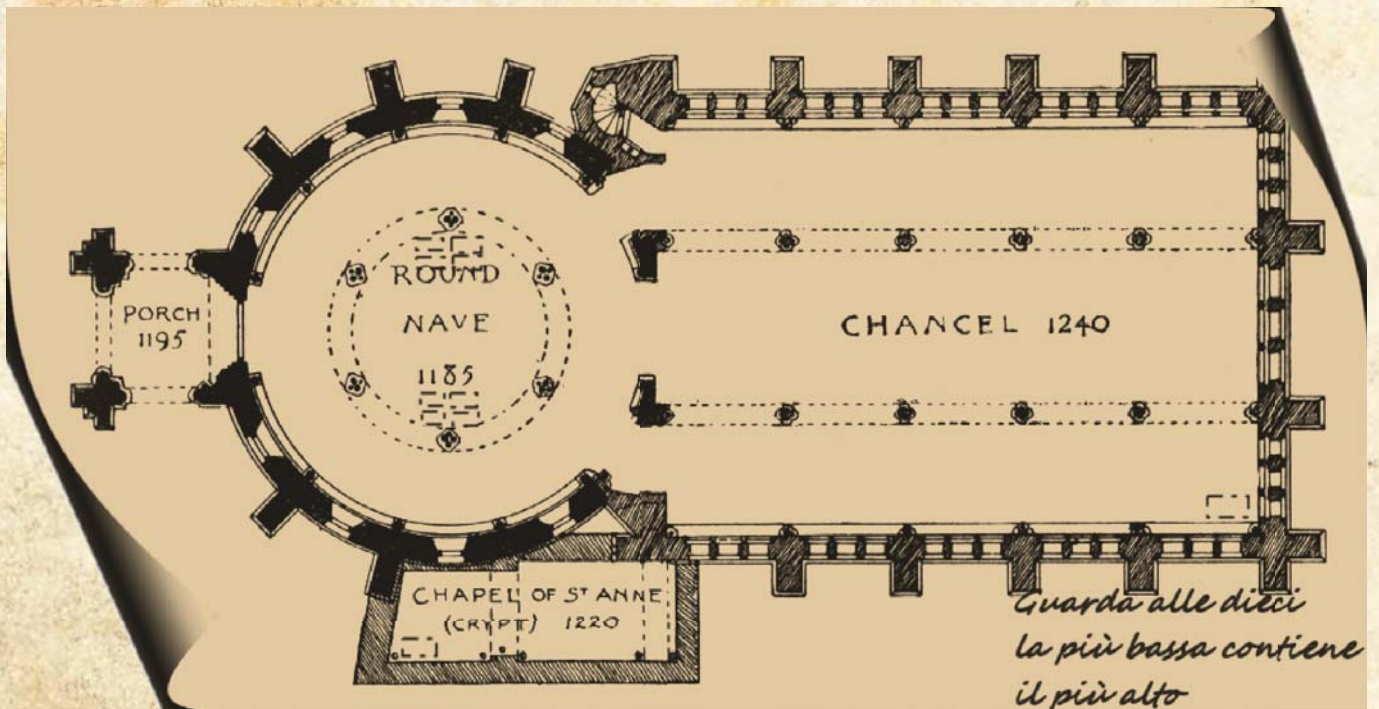 PORCH
1195
ROUND
NAVE
1185
CHANCEL 1240
CHAPEL OF ST ANNE
(CRYPT) 1220
Guarda alle dieci
la più bassa contiene
il più alto